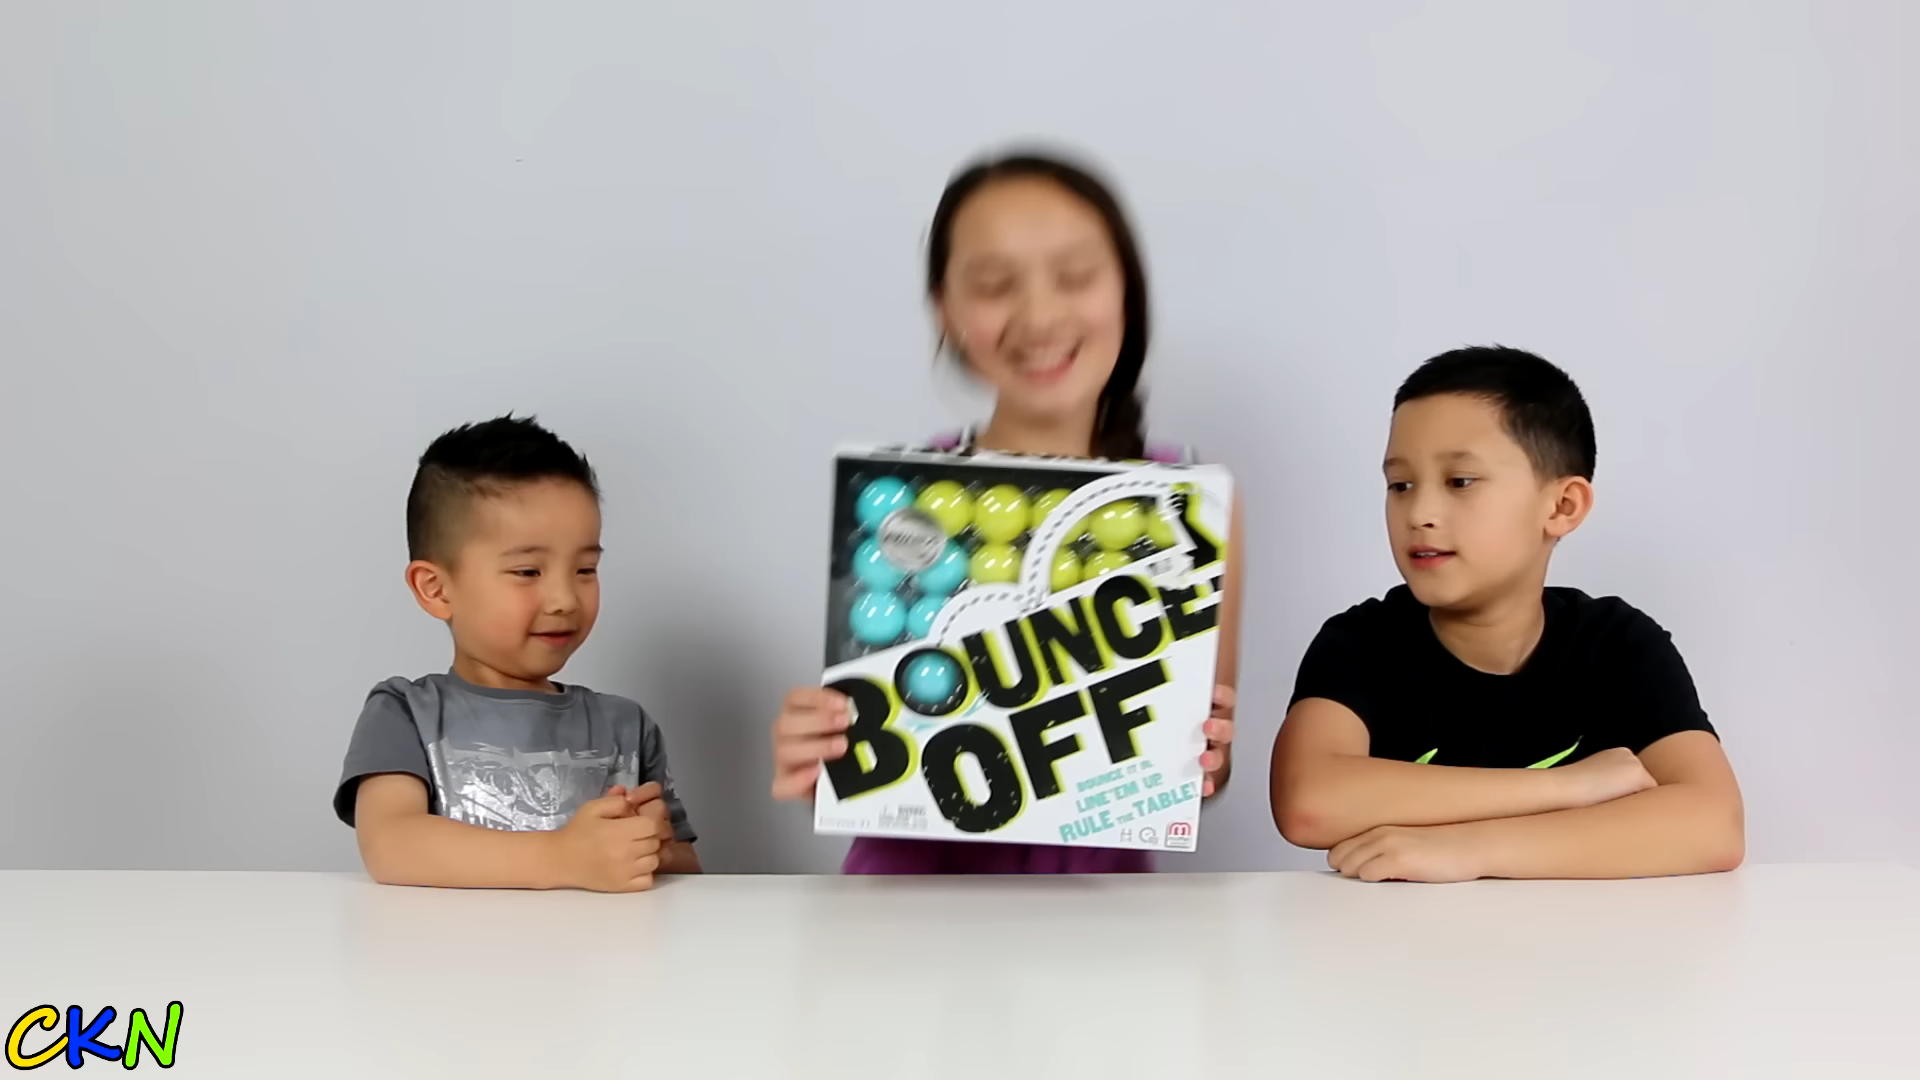 BOUNCE
OFF
BOUNCE IT IN.
LINE 'EM UP.
RULE THE TABLE!
CKN